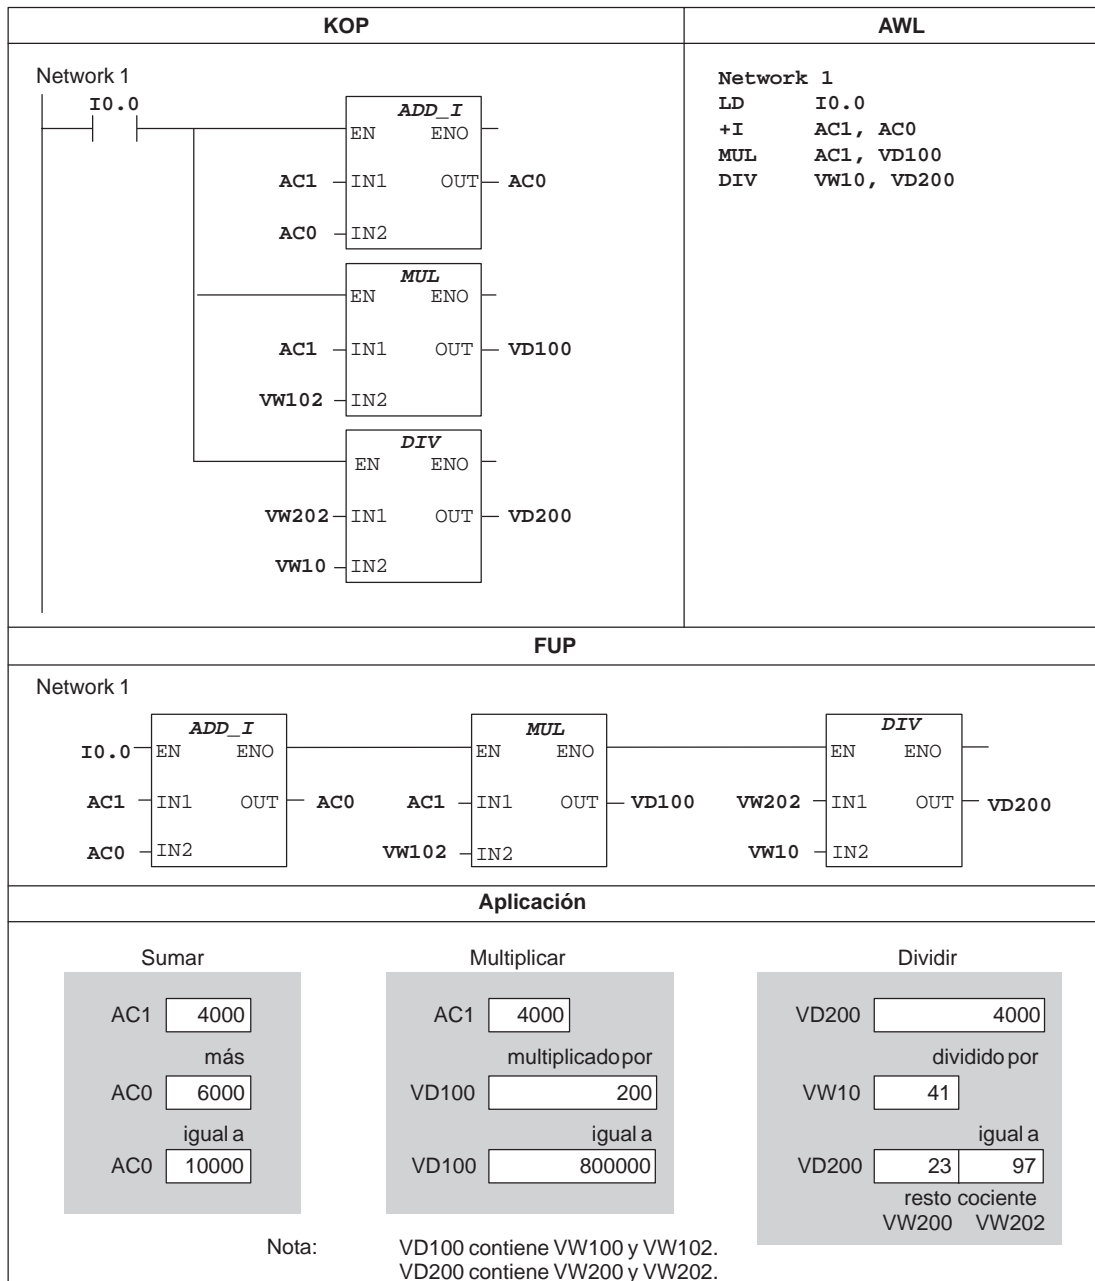 KOP
AWL
Network 1
I0.0
ADD_I
EN ENO
AC1 IN1 OUT AC0
AC0 IN2
MUL
EN ENO
AC1 IN1 OUT VD100
VW102 IN2
DIV
EN ENO
VW202 IN1 OUT VD200
VW10 IN2
Network 1
LD I0.0
+I AC1, AC0
MUL AC1, VD100
DIV VW10, VD200
FUP
Network 1
ADD_I
I0.0 EN ENO
AC1 IN1 OUT AC0
AC0 IN2
MUL
EN ENO
AC1 IN1 OUT VD100
VW102 IN2
DIV
EN ENO
VW202 IN1 OUT VD200
VW10 IN2
Aplicación
Sumar
AC1 4000
más
AC0 6000
igual a
AC0 10000
Multiplicar
AC1 4000
multiplicado por
VD100 200
igual a
VD100 800000
Dividir
VD200 4000
dividido por
VW10 41
igual a
VD200 23 97
resto cociente
VW200 VW202
Nota: VD100 contiene VW100 y VW102.
VD200 contiene VW200 y VW202.